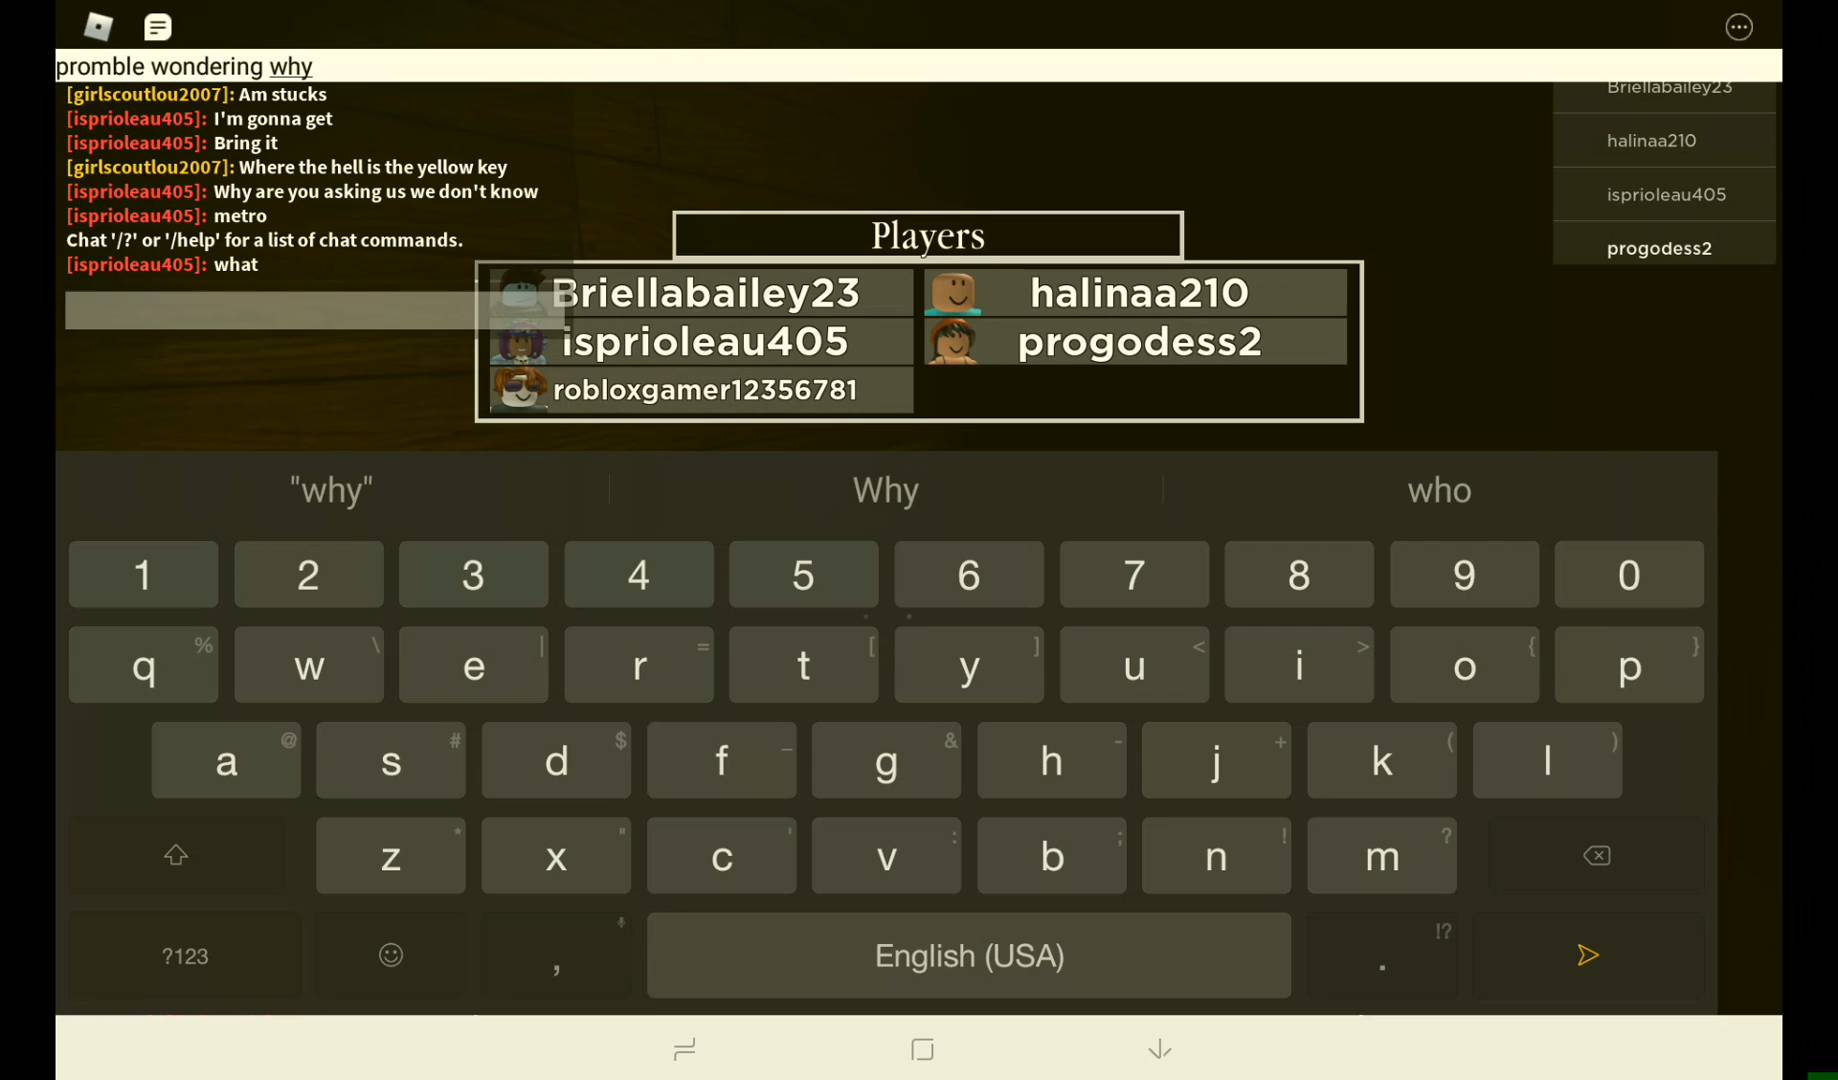 promble wondering why
[girlscoutlou2007]: Am stucks
[isprioleau405]: I'm gonna get
[isprioleau405]: Bring it
[girlscoutlou2007]: Where the hell is the yellow key
[isprioleau405]: Why are you asking us we don't know
[isprioleau405]: metro
Chat '/?' or '/help' for a list of chat commands.
[isprioleau405]: what
Briellabailey23
halinaa210
isprioleau405
progodess2
Players
Briellabailey23 halinaa210
isprioleau405 progodess2
robloxgamer12356781
"why" Why who
1 2 3 4 5 6 7 8 9 0
% \ | = [ ] < > { }
q w e r t y u i o p
@ # $ _ & - + ( )
a s d f g h j k l
* " ' : ; ! ?
z x c v b n m
?123 , English (USA) . !?